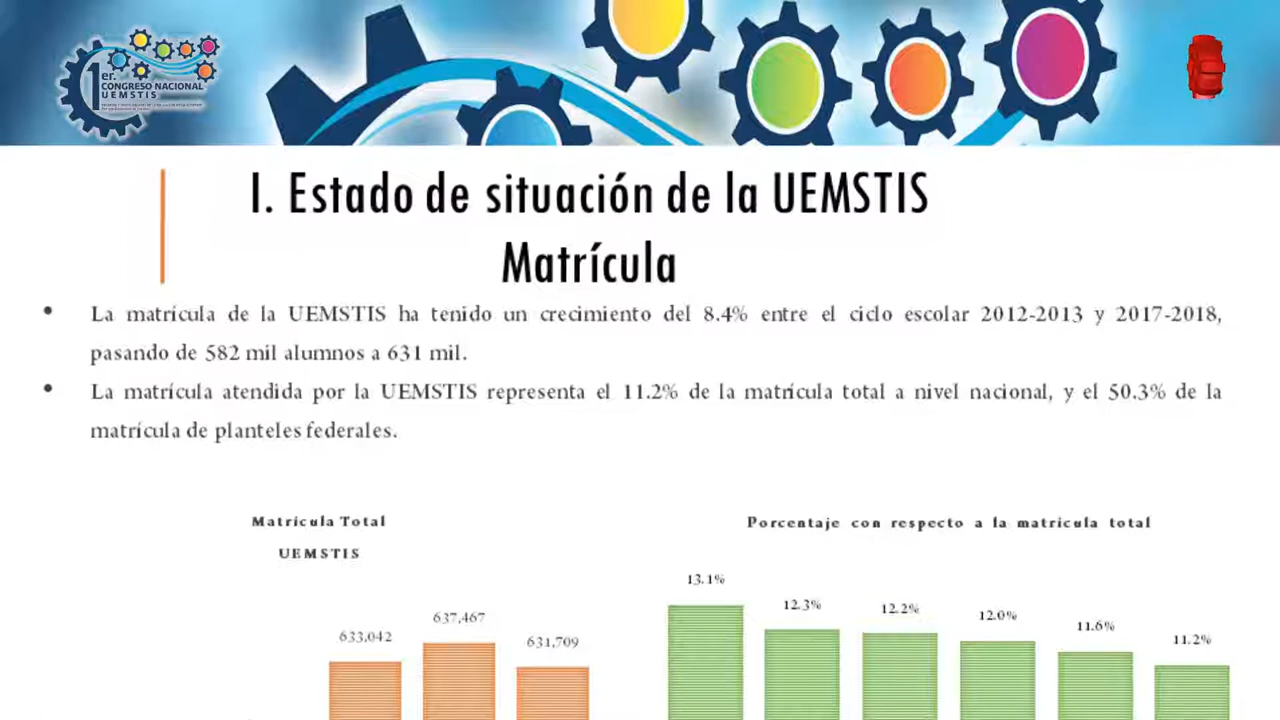 1er.
CONGRESO NACIONAL
UEMSTIS
I. Estado de situación de la UEMSTIS
Matrícula
• La matrícula de la UEMSTIS ha tenido un crecimiento del 8.4% entre el ciclo escolar 2012-2013 y 2017-2018,
pasando de 582 mil alumnos a 631 mil.
• La matrícula atendida por la UEMSTIS representa el 11.2% de la matrícula total a nivel nacional, y el 50.3% de la
matrícula de planteles federales.
Matricula Total
UEMSTIS
Porcentaje con respecto a la matricula total
633,042
637,467
631,709
13.1%
12.3%
12.2%
12.0%
11.6%
11.2%